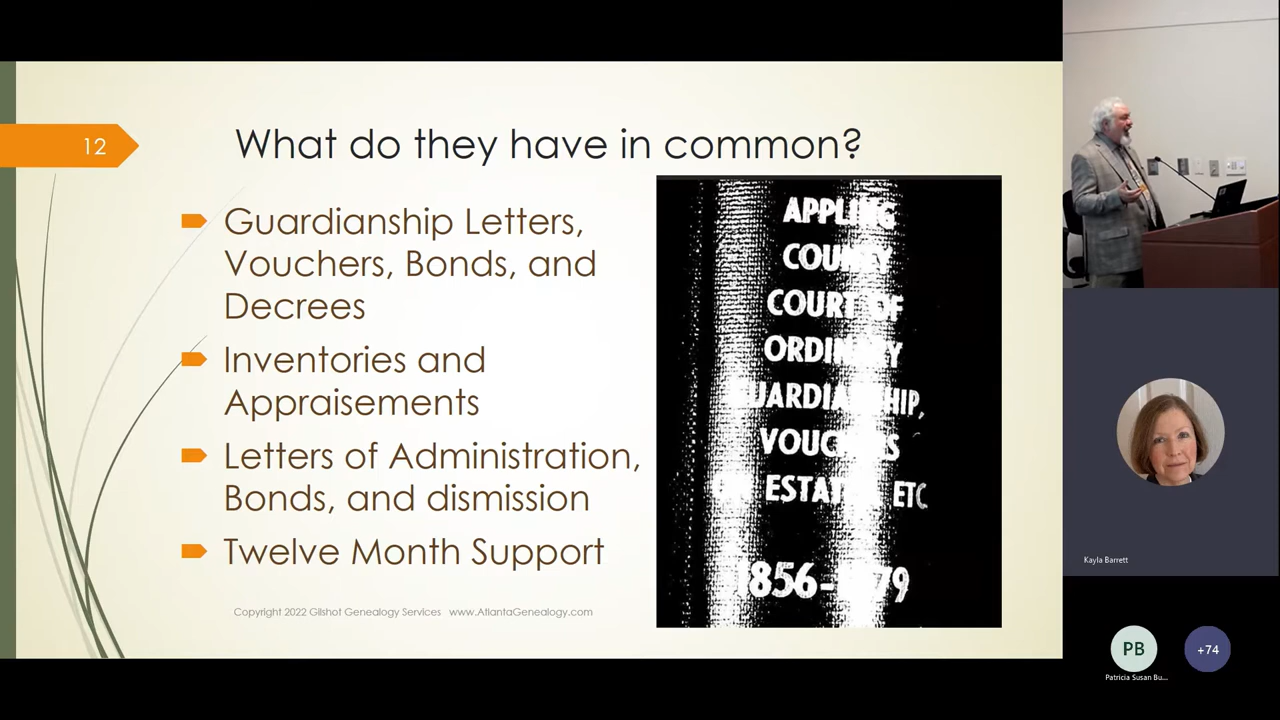 12
What do they have in common?
Guardianship Letters,
Vouchers, Bonds, and
Decrees
Inventories and
Appraisements
Letters of Administration,
Bonds, and dismission
Twelve Month Support
Copyright 2022 Gilshot Genealogy Services www.AtlantaGenealogy.com
APPLING
COUNTY
COURT OF
ORDINARY
GUARDIANSHIP,
VOUCHERS
ESTATES, ETC
Kayla Barrett
PB
+74
Patricia Susan Bu...